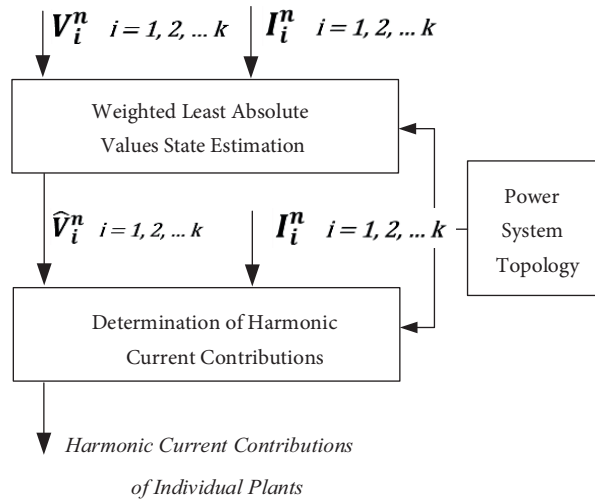 V_i^n i = 1, 2, ... k I_i^n i = 1, 2, ... k
Weighted Least Absolute
Values State Estimation
V̂_i^n i = 1, 2, ... k I_i^n i = 1, 2, ... k
Power
System
Topology
Determination of Harmonic
Current Contributions
Harmonic Current Contributions
of Individual Plants